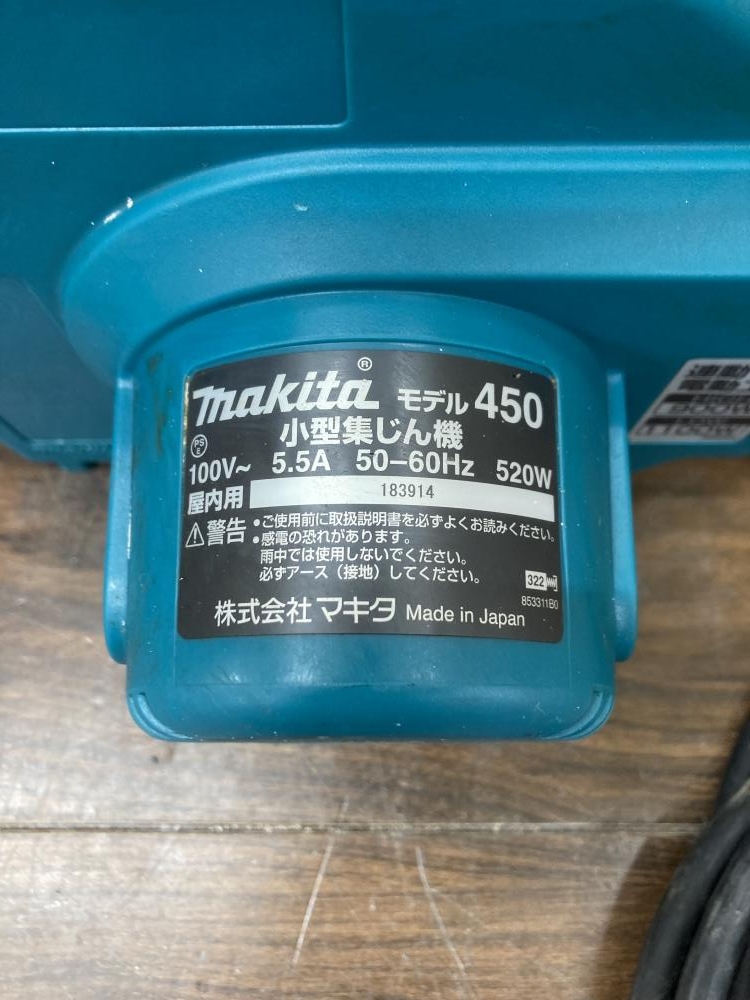 makita® モデル 450
小型集じん機
PS
E
100V~ 5.5A 50-60Hz 520W
屋内用 183914
⚠警告 •ご使用前に取扱説明書を必ずよくお読みください。
•感電の恐れがあります。
雨中では使用しないでください。
必ずアース（接地）してください。
322
853311B0
株式会社 マキタ Made in Japan